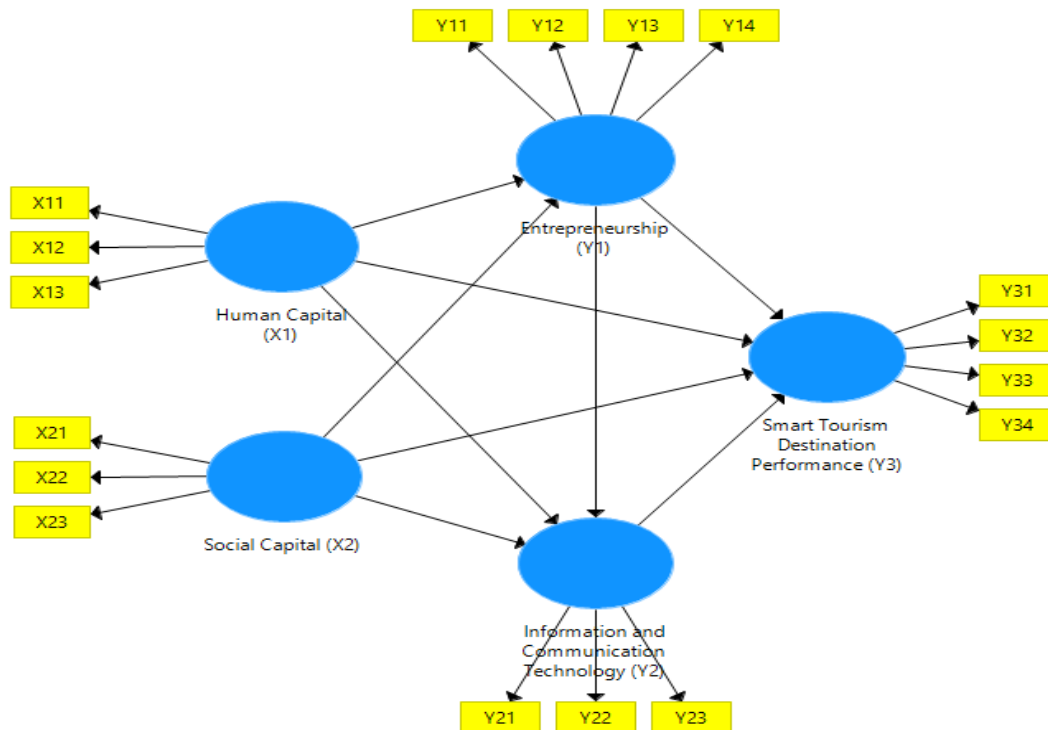 Y11
Y12
Y13
Y14
X11
X12
X13
Human Capital
(X1)
Entrepreneurship
(Y1)
Y31
Y32
Y33
Y34
Smart Tourism
Destination
Performance (Y3)
X21
X22
X23
Social Capital (X2)
Information and
Communication
Technology (Y2)
Y21
Y22
Y23